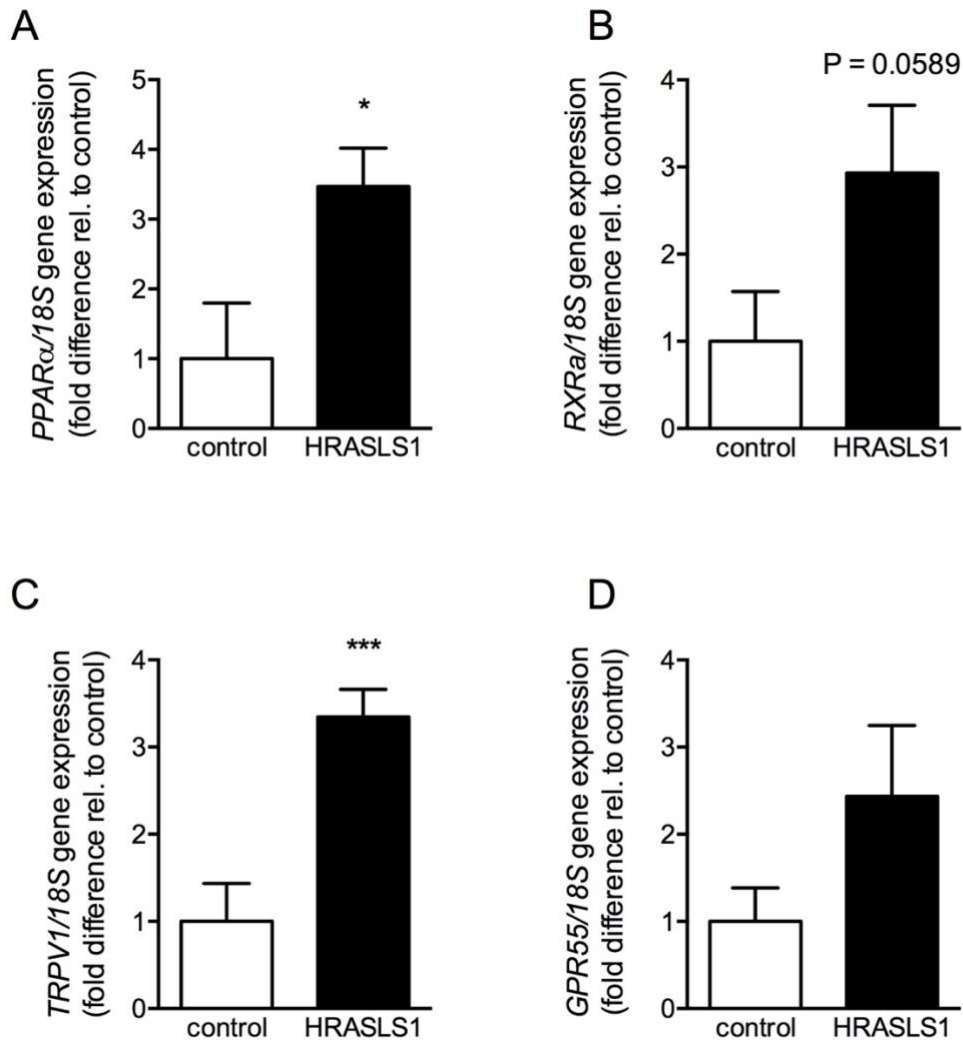 A
PPARα/18S gene expression
(fold difference rel. to control)
5
4
3
2
1
0
*
control HRASLS1
B
P = 0.0589
RXRa/18S gene expression
(fold difference rel. to control)
4
3
2
1
0
control HRASLS1
C
TRPV1/18S gene expression
(fold difference rel. to control)
4
3
2
1
0
***
control HRASLS1
D
GPR55/18S gene expression
(fold difference rel. to control)
4
3
2
1
0
control HRASLS1